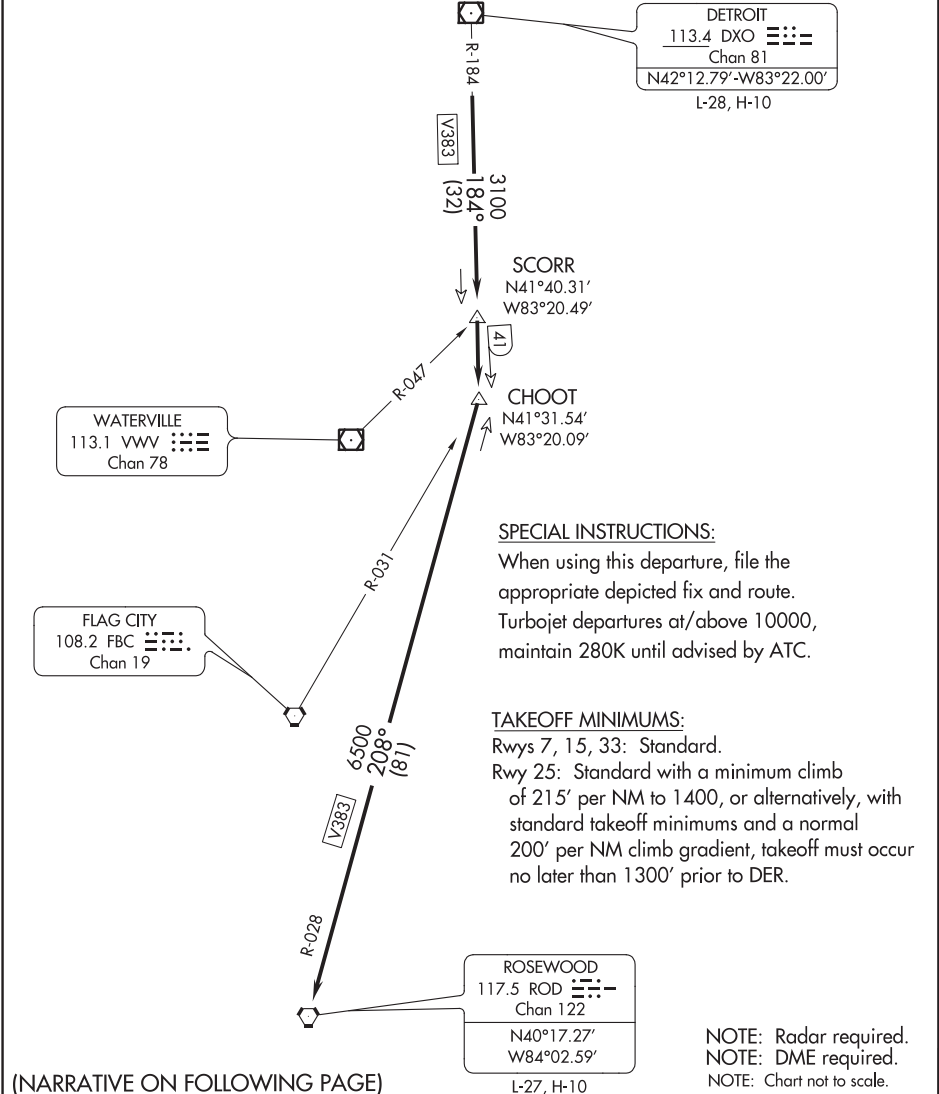 DETROIT
113.4 DXO
Chan 81
N42°12.79′-W83°22.00′
L-28, H-10
R-184
V383
3100
184°
(32)
SCORR
N41°40.31′
W83°20.49′
41
R-047
CHOOT
N41°31.54′
W83°20.09′
WATERVILLE
113.1 VWV
Chan 78
R-031
SPECIAL INSTRUCTIONS:
When using this departure, file the
appropriate depicted fix and route.
Turbojet departures at/above 10000,
maintain 280K until advised by ATC.
FLAG CITY
108.2 FBC
Chan 19
TAKEOFF MINIMUMS:
Rwys 7, 15, 33: Standard.
Rwy 25: Standard with a minimum climb
of 215′ per NM to 1400, or alternatively, with
standard takeoff minimums and a normal
200′ per NM climb gradient, takeoff must occur
no later than 1300′ prior to DER.
6500
208°
(81)
V383
R-028
ROSEWOOD
117.5 ROD
Chan 122
N40°17.27′
W84°02.59′
L-27, H-10
NOTE: Radar required.
NOTE: DME required.
NOTE: Chart not to scale.
(NARRATIVE ON FOLLOWING PAGE)